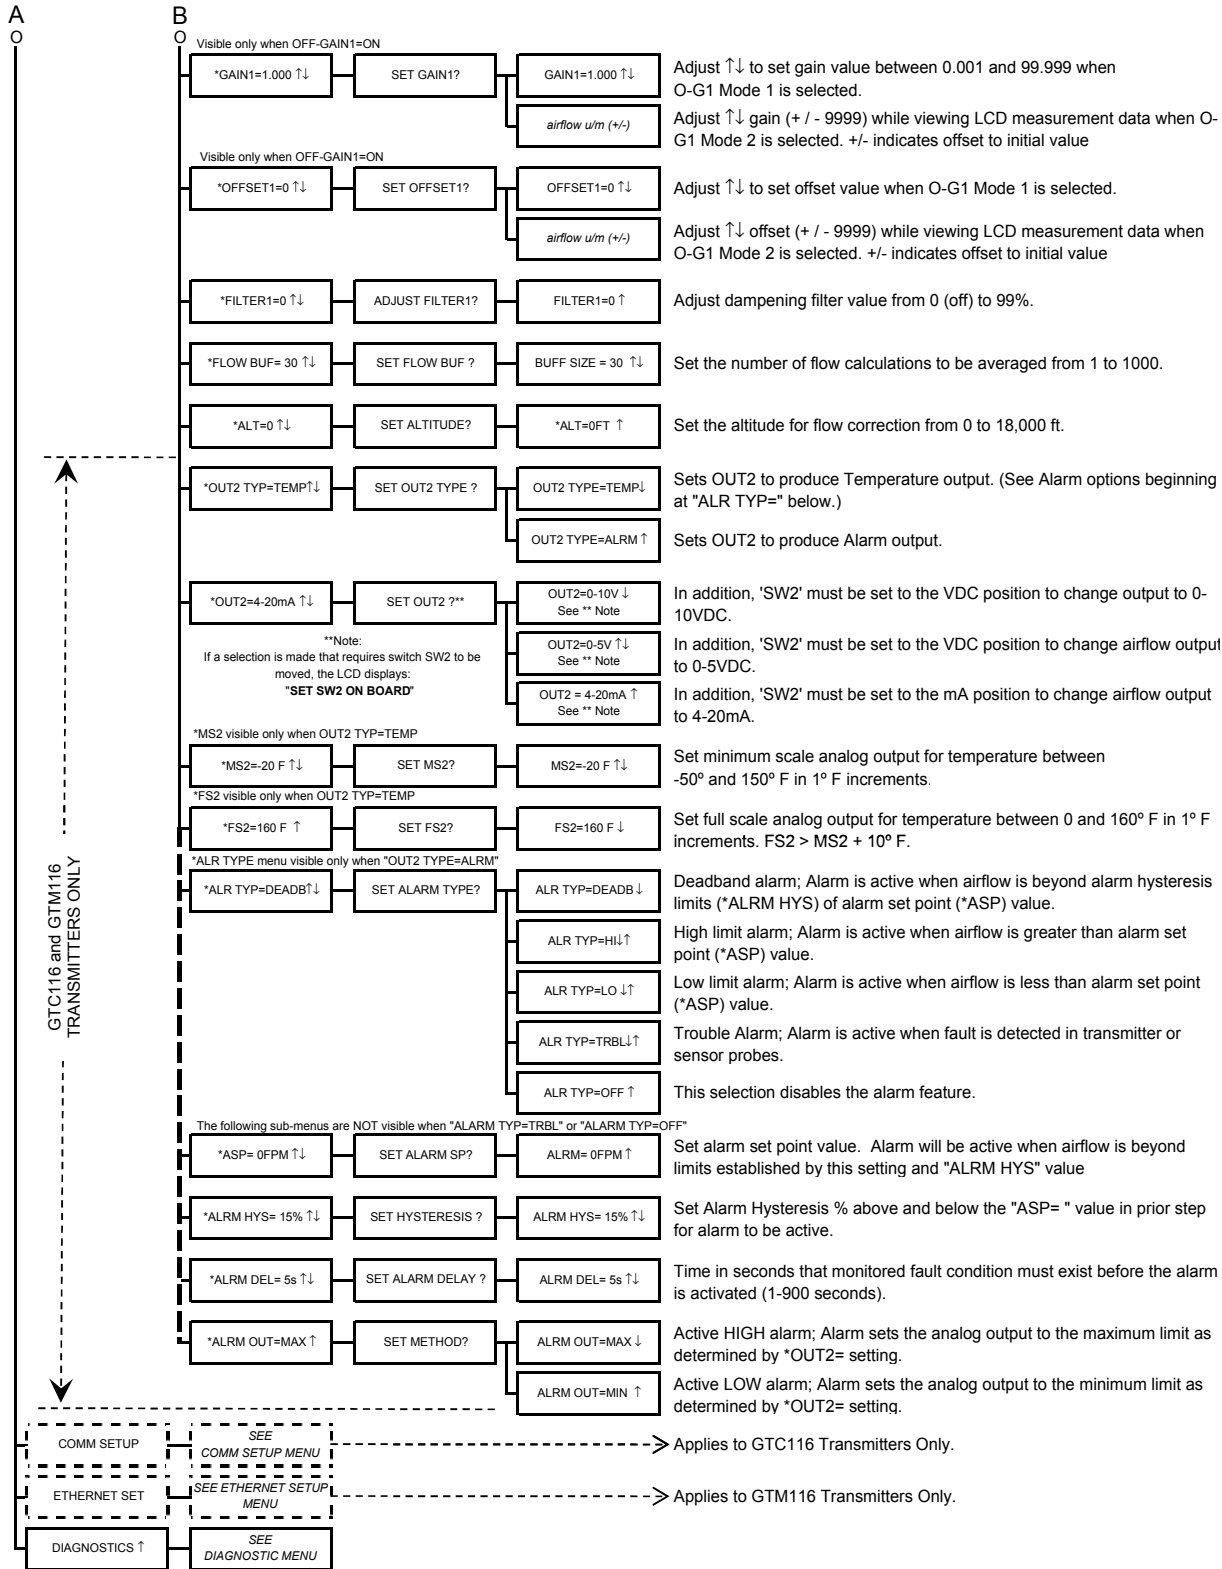 A
B
O
O
Visible only when OFF-GAIN1=ON
*GAIN1=1.000 ↑↓
SET GAIN1?
GAIN1=1.000 ↑↓
Adjust ↑↓ to set gain value between 0.001 and 99.999 when
O-G1 Mode 1 is selected.
airflow u/m (+/-)
Adjust ↑↓ gain (+ / - 9999) while viewing LCD measurement data when O-
G1 Mode 2 is selected. +/- indicates offset to initial value
Visible only when OFF-GAIN1=ON
*OFFSET1=0 ↑↓
SET OFFSET1?
OFFSET1=0 ↑↓
Adjust ↑↓ to set offset value when O-G1 Mode 1 is selected.
airflow u/m (+/-)
Adjust ↑↓ offset (+ / - 9999) while viewing LCD measurement data when
O-G1 Mode 2 is selected. +/- indicates offset to initial value
*FILTER1=0 ↑↓
ADJUST FILTER1?
FILTER1=0 ↑
Adjust dampening filter value from 0 (off) to 99%.
*FLOW BUF= 30 ↑↓
SET FLOW BUF ?
BUFF SIZE = 30 ↑↓
Set the number of flow calculations to be averaged from 1 to 1000.
*ALT=0 ↑↓
SET ALTITUDE?
*ALT=0FT ↑
Set the altitude for flow correction from 0 to 18,000 ft.
GTC116 and GTM116
TRANSMITTERS ONLY
*OUT2 TYP=TEMP↑↓
SET OUT2 TYPE ?
OUT2 TYPE=TEMP↓
Sets OUT2 to produce Temperature output. (See Alarm options beginning
at "ALR TYP=" below.)
OUT2 TYPE=ALRM ↑
Sets OUT2 to produce Alarm output.
*OUT2=4-20mA ↑↓
SET OUT2 ?**
OUT2=0-10V ↓
See ** Note
In addition, 'SW2' must be set to the VDC position to change output to 0-
10VDC.
**Note:
If a selection is made that requires switch SW2 to be
moved, the LCD displays:
"SET SW2 ON BOARD"
OUT2=0-5V ↑↓
See ** Note
In addition, 'SW2' must be set to the VDC position to change airflow output
to 0-5VDC.
OUT2 = 4-20mA ↑
See ** Note
In addition, 'SW2' must be set to the mA position to change airflow output
to 4-20mA.
*MS2 visible only when OUT2 TYP=TEMP
*MS2=-20 F ↑↓
SET MS2?
MS2=-20 F ↑↓
Set minimum scale analog output for temperature between
-50º and 150º F in 1º F increments.
*FS2 visible only when OUT2 TYP=TEMP
*FS2=160 F ↑
SET FS2?
FS2=160 F ↓
Set full scale analog output for temperature between 0 and 160º F in 1º F
increments. FS2 > MS2 + 10º F.
*ALR TYPE menu visible only when "OUT2 TYPE=ALRM"
*ALR TYP=DEADB↑↓
SET ALARM TYPE?
ALR TYP=DEADB ↓
Deadband alarm; Alarm is active when airflow is beyond alarm hysteresis
limits (*ALRM HYS) of alarm set point (*ASP) value.
ALR TYP=HI↓↑
High limit alarm; Alarm is active when airflow is greater than alarm set
point (*ASP) value.
ALR TYP=LO ↓↑
Low limit alarm; Alarm is active when airflow is less than alarm set point
(*ASP) value.
ALR TYP=TRBL↓↑
Trouble Alarm; Alarm is active when fault is detected in transmitter or
sensor probes.
ALR TYP=OFF ↑
This selection disables the alarm feature.
The following sub-menus are NOT visible when "ALARM TYP=TRBL" or "ALARM TYP=OFF"
*ASP= 0FPM ↑↓
SET ALARM SP?
ALRM= 0FPM ↑
Set alarm set point value. Alarm will be active when airflow is beyond
limits established by this setting and "ALRM HYS" value
*ALRM HYS= 15% ↑↓
SET HYSTERESIS ?
ALRM HYS= 15% ↑↓
Set Alarm Hysteresis % above and below the "ASP= " value in prior step
for alarm to be active.
*ALRM DEL= 5s ↑↓
SET ALARM DELAY ?
ALRM DEL= 5s ↑↓
Time in seconds that monitored fault condition must exist before the alarm
is activated (1-900 seconds).
*ALRM OUT=MAX ↑
SET METHOD?
ALRM OUT=MAX ↓
Active HIGH alarm; Alarm sets the analog output to the maximum limit as
determined by *OUT2= setting.
ALRM OUT=MIN ↑
Active LOW alarm; Alarm sets the analog output to the minimum limit as
determined by *OUT2= setting.
COMM SETUP
SEE
COMM SETUP MENU
Applies to GTC116 Transmitters Only.
ETHERNET SET
SEE ETHERNET SETUP
MENU
Applies to GTM116 Transmitters Only.
DIAGNOSTICS ↑
SEE
DIAGNOSTIC MENU